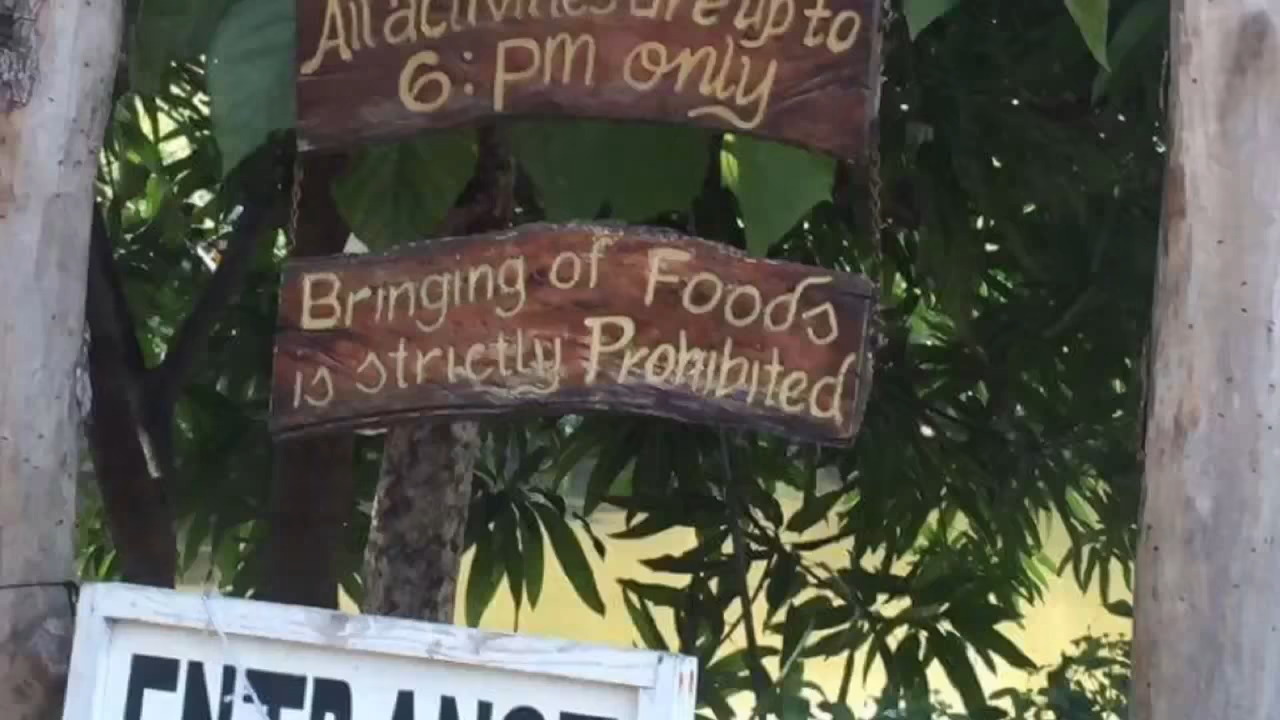 All activities are up to
6: pm only
Bringing of Foods
is strictly Prohibited
ENTRANCE